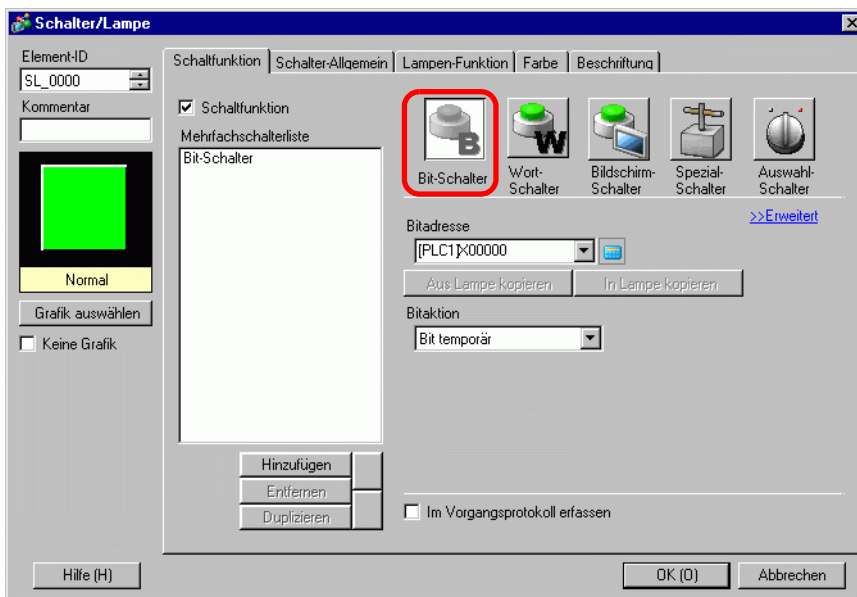 Schalter/Lampe
Element-ID
SL_0000
Kommentar
Normal
Grafik auswählen
Keine Grafik
Schaltfunktion
Schalter-Allgemein
Lampen-Funktion
Farbe
Beschriftung
Schaltfunktion
Mehrfachschalterliste
Bit-Schalter
Hinzufügen
Entfernen
Duplizieren
B
Bit-Schalter
W
Wort-
Schalter
Bildschirm-
Schalter
Spezial-
Schalter
Auswahl-
Schalter
>>Erweitert
Bitadresse
[PLC1]X00000
Aus Lampe kopieren
In Lampe kopieren
Bitaktion
Bit temporär
Im Vorgangsprotokoll erfassen
Hilfe (H)
OK (O)
Abbrechen